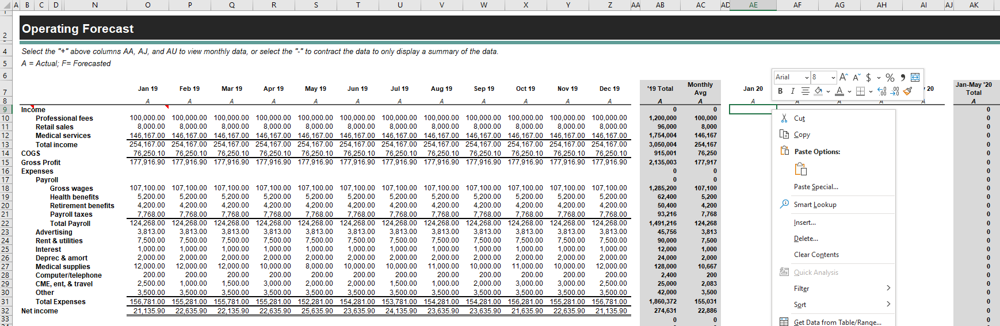 A B C D N O P Q R S T U V W X Y Z AA AB AC AD AE AF AG AH AI AJ AK
2 Operating Forecast
4 Select the "+" above columns AA, AJ, and AU to view monthly data, or select the "-" to contract the data to only display a summary of the data.
5 A = Actual; F= Forecasted
6
Arial 8
7 Jan 19 Feb 19 Mar 19 Apr 19 May 19 Jun 19 Jul 19 Aug 19 Sep 19 Oct 19 Nov 19 Dec 19 '19 Total Monthly Avg Jan 20 y 20 Jan-May '20 Total
8 A A A A A A A A A A A A A A A A A A A A
9 Income 0 0 0
10 Professional fees 100,000.00 100,000.00 100,000.00 100,000.00 100,000.00 100,000.00 100,000.00 100,000.00 100,000.00 100,000.00 100,000.00 100,000.00 1,200,000 100,000 0
11 Retail sales 8,000.00 8,000.00 8,000.00 8,000.00 8,000.00 8,000.00 8,000.00 8,000.00 8,000.00 8,000.00 8,000.00 8,000.00 96,000 8,000 0
12 Medical services 146,167.00 146,167.00 146,167.00 146,167.00 146,167.00 146,167.00 146,167.00 146,167.00 146,167.00 146,167.00 146,167.00 146,167.00 1,754,004 146,167 0
13 Total income 254,167.00 254,167.00 254,167.00 254,167.00 254,167.00 254,167.00 254,167.00 254,167.00 254,167.00 254,167.00 254,167.00 254,167.00 3,050,004 254,167 0
14 COGS 76,250.10 76,250.10 76,250.10 76,250.10 76,250.10 76,250.10 76,250.10 76,250.10 76,250.10 76,250.10 76,250.10 76,250.10 915,001 76,250 0
15 Gross Profit 177,916.90 177,916.90 177,916.90 177,916.90 177,916.90 177,916.90 177,916.90 177,916.90 177,916.90 177,916.90 177,916.90 177,916.90 2,135,003 177,917 0
16 Expenses 0 0 0
17 Payroll 0 0 0
18 Gross wages 107,100.00 107,100.00 107,100.00 107,100.00 107,100.00 107,100.00 107,100.00 107,100.00 107,100.00 107,100.00 107,100.00 107,100.00 1,285,200 107,100 0
19 Health benefits 5,200.00 5,200.00 5,200.00 5,200.00 5,200.00 5,200.00 5,200.00 5,200.00 5,200.00 5,200.00 5,200.00 5,200.00 62,400 5,200 0
20 Retirement benefits 4,200.00 4,200.00 4,200.00 4,200.00 4,200.00 4,200.00 4,200.00 4,200.00 4,200.00 4,200.00 4,200.00 4,200.00 50,400 4,200 0
21 Payroll taxes 7,768.00 7,768.00 7,768.00 7,768.00 7,768.00 7,768.00 7,768.00 7,768.00 7,768.00 7,768.00 7,768.00 7,768.00 93,216 7,768 0
22 Total Payroll 124,268.00 124,268.00 124,268.00 124,268.00 124,268.00 124,268.00 124,268.00 124,268.00 124,268.00 124,268.00 124,268.00 124,268.00 1,491,216 124,268 0
23 Advertising 3,813.00 3,813.00 3,813.00 3,813.00 3,813.00 3,813.00 3,813.00 3,813.00 3,813.00 3,813.00 3,813.00 3,813.00 45,756 3,813 0
24 Rent & utilities 7,500.00 7,500.00 7,500.00 7,500.00 7,500.00 7,500.00 7,500.00 7,500.00 7,500.00 7,500.00 7,500.00 7,500.00 90,000 7,500 0
25 Interest 1,000.00 1,000.00 1,000.00 1,000.00 1,000.00 1,000.00 1,000.00 1,000.00 1,000.00 1,000.00 1,000.00 1,000.00 12,000 1,000 0
26 Deprec & amort 2,000.00 2,000.00 2,000.00 2,000.00 2,000.00 2,000.00 2,000.00 2,000.00 2,000.00 2,000.00 2,000.00 2,000.00 24,000 2,000 0
27 Medical supplies 12,000.00 12,000.00 12,000.00 10,000.00 8,000.00 10,000.00 10,000.00 11,000.00 10,000.00 11,000.00 10,000.00 12,000.00 128,000 10,667 0
28 Computer/telephone 200.00 200.00 200.00 200.00 200.00 200.00 200.00 200.00 200.00 200.00 200.00 200.00 2,400 200 0
29 CME, ent, & travel 2,500.00 1,000.00 1,500.00 3,000.00 2,000.00 2,000.00 1,500.00 1,000.00 2,000.00 3,000.00 3,000.00 2,500.00 25,000 2,083 0
30 Other 3,500.00 3,500.00 3,500.00 3,500.00 3,500.00 3,500.00 3,500.00 3,500.00 3,500.00 3,500.00 3,500.00 3,500.00 42,000 3,500 0
31 Total Expenses 156,781.00 155,281.00 155,781.00 155,281.00 152,281.00 154,281.00 153,781.00 154,281.00 154,281.00 156,281.00 155,281.00 156,781.00 1,860,372 155,031 0
32 Net income 21,135.90 22,635.90 22,135.90 22,635.90 25,635.90 23,635.90 24,135.90 23,635.90 23,635.90 21,635.90 22,635.90 21,135.90 274,631 22,886 0
33 0 0 0
Cut
Copy
Paste Options:
Paste Special...
Smart Lookup
Insert...
Delete...
Clear Contents
Quick Analysis
Filter
Sort
Get Data from Table/Range...